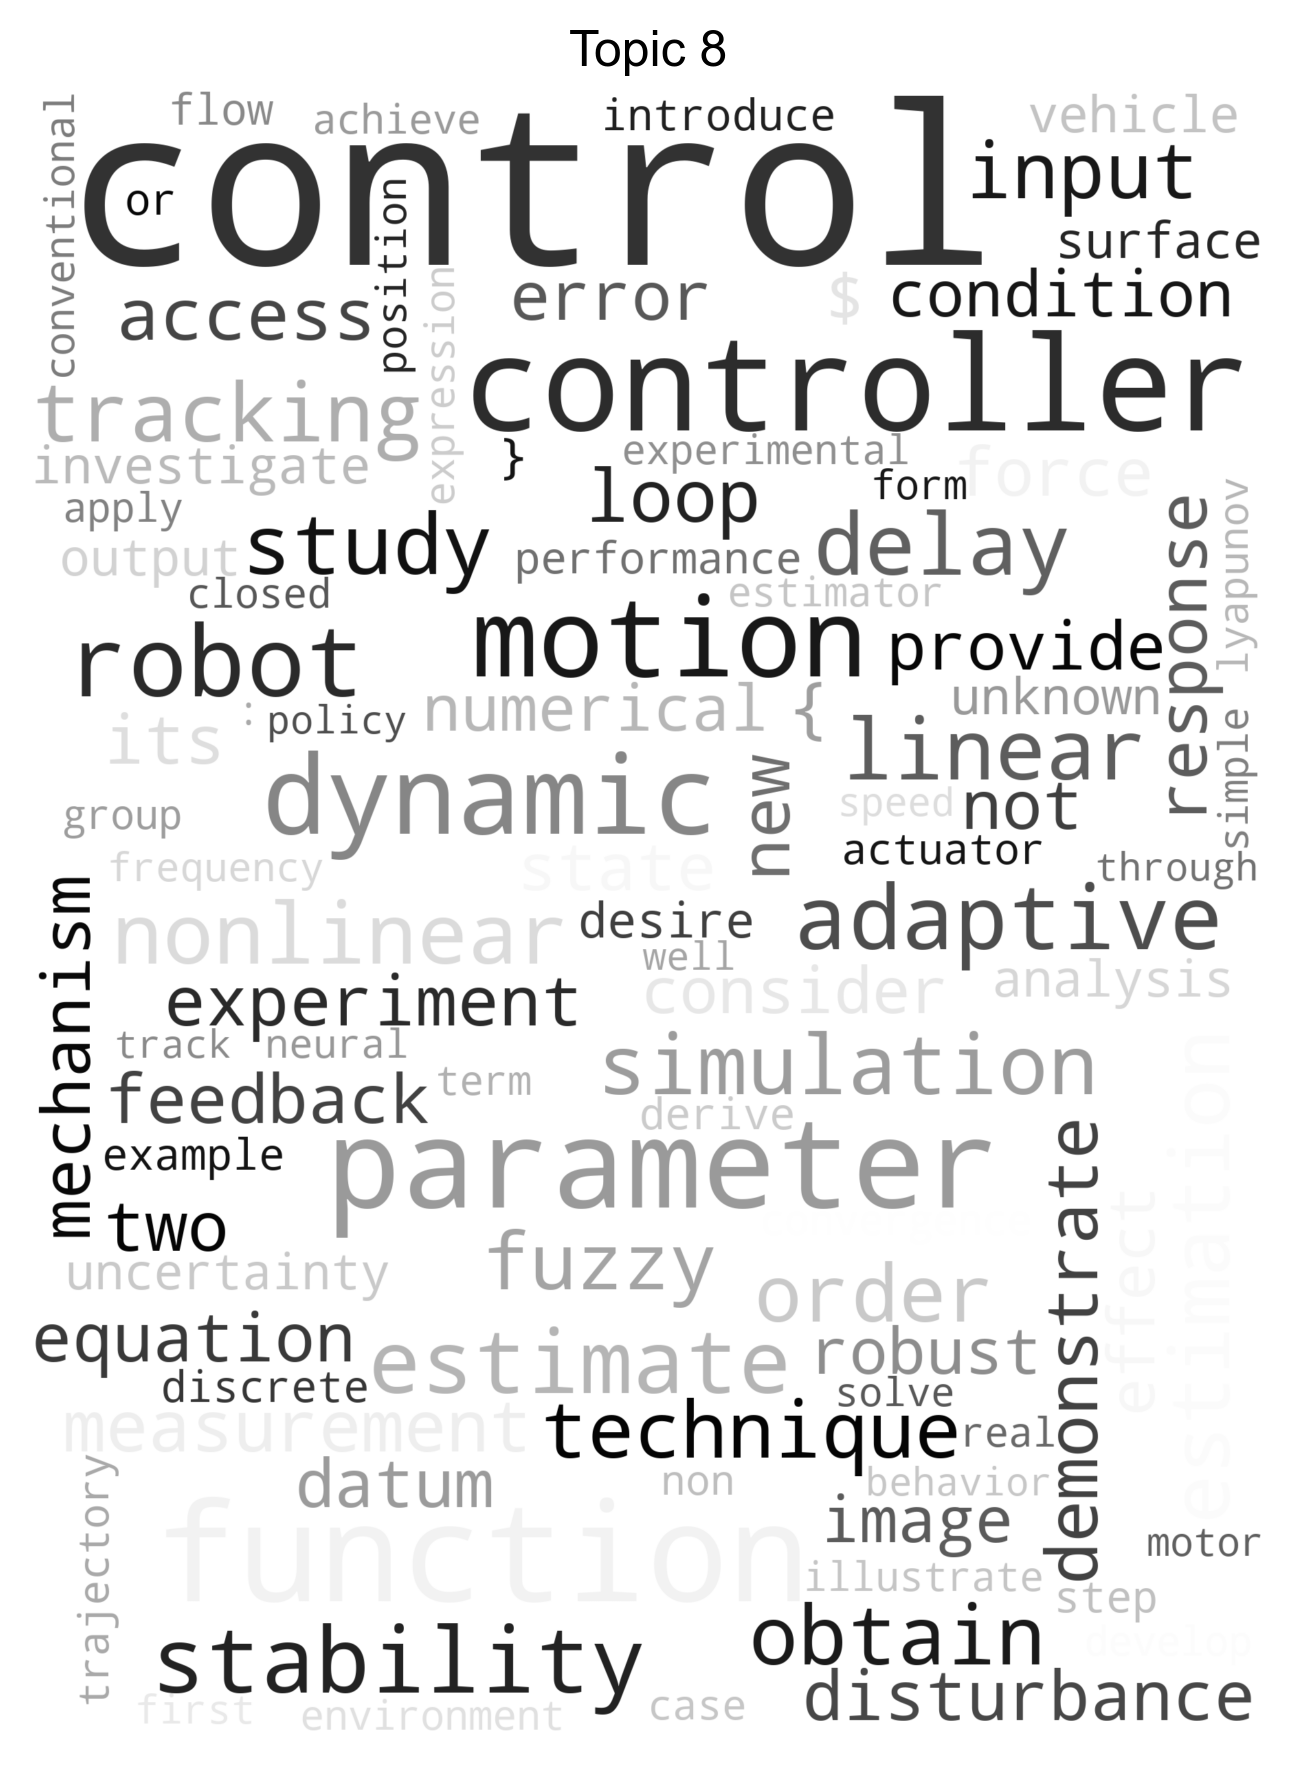 Topic 8
flow
achieve
introduce
vehicle
conventional
control
or
position
input
surface
access
expression
error
$
condition
tracking
controller
investigate
}
experimental
force
apply
loop
form
output
study
performance
delay
response
lyapunov
closed
estimator
robot
motion
provide
its
:
policy
numerical
{
unknown
linear
simple
group
dynamic
new
speed
not
actuator
through
frequency
state
mechanism
nonlinear
desire
adaptive
well
experiment
consider
analysis
track
neural
simulation
estimation
feedback
term
derive
example
parameter
demonstrate
two
effect
uncertainty
fuzzy
order
equation
estimate
robust
discrete
solve
measurement
technique
real
trajectory
datum
non
behavior
function
image
motor
illustrate
step
stability
obtain
develop
first
environment
case
disturbance